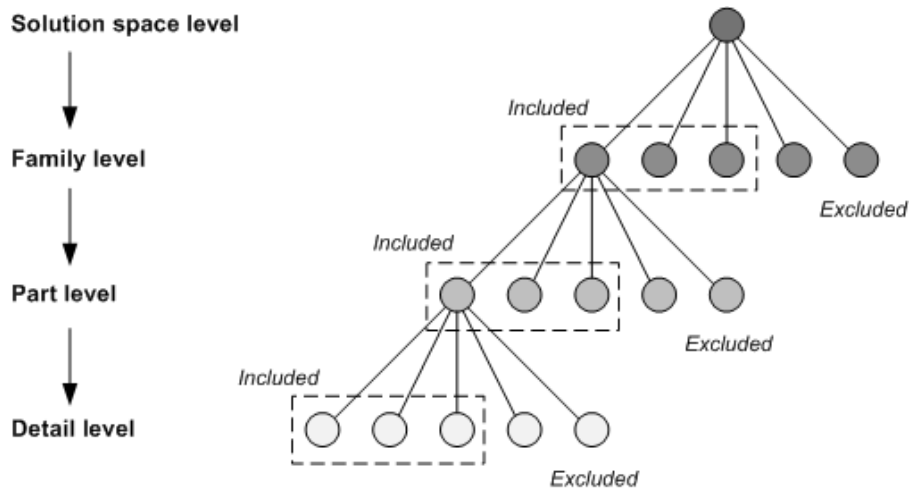 Solution space level
Included
Family level
Excluded
Included
Part level
Excluded
Included
Detail level
Excluded